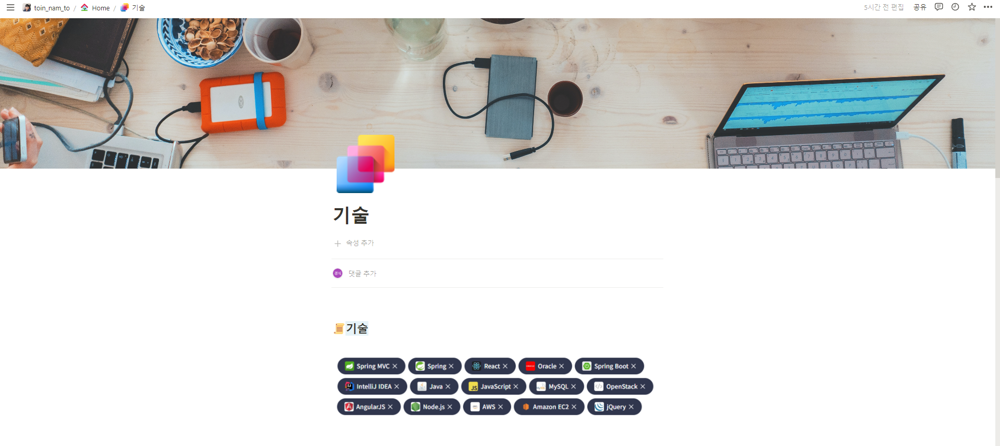 toin_nam_to / Home / 기술
5시간 전 편집 공유
기술
속성 추가
경식 댓글 추가
기술
Spring MVC Spring React Oracle Spring Boot
IntelliJ IDEA Java JavaScript MySQL OpenStack
AngularJS Node.js AWS Amazon EC2 jQuery